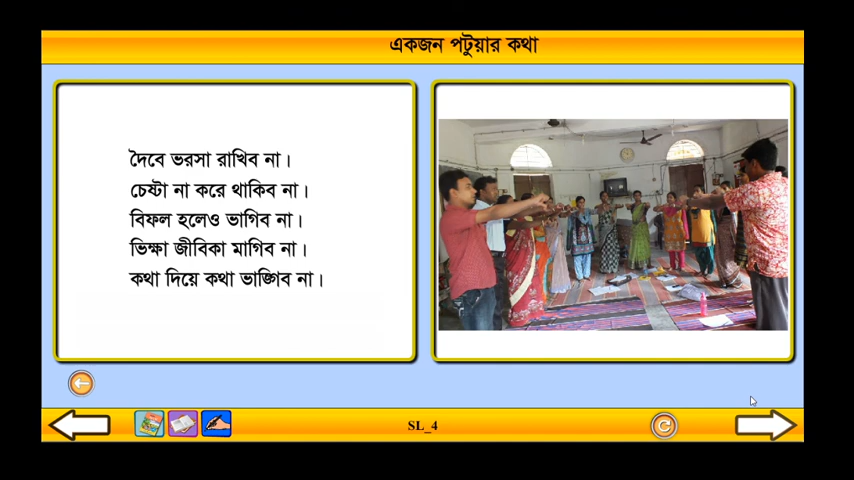 একজন পটুয়ার কথা
দৈবে ভরসা রাখিব না।
চেষ্টা না করে থাকিব না।
বিফল হলেও ভাগিব না।
ভিক্ষা জীবিকা মাগিব না।
কথা দিয়ে কথা ভাঙ্গিব না।
SL_4